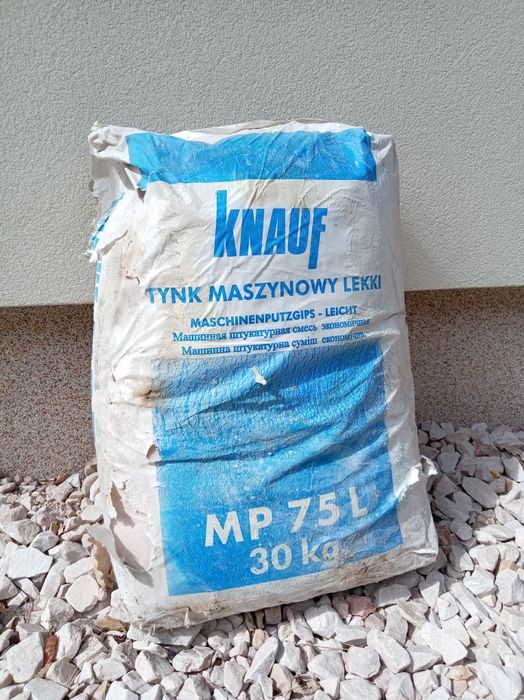 KNAUF
TYNK MASZYNOWY LEKKI
MASCHINENPUTZGIPS - LEICHT
Машинная штукатурная смесь экономичная
Машинна штукатурна суміш економічна
MP 75 L
30 kg